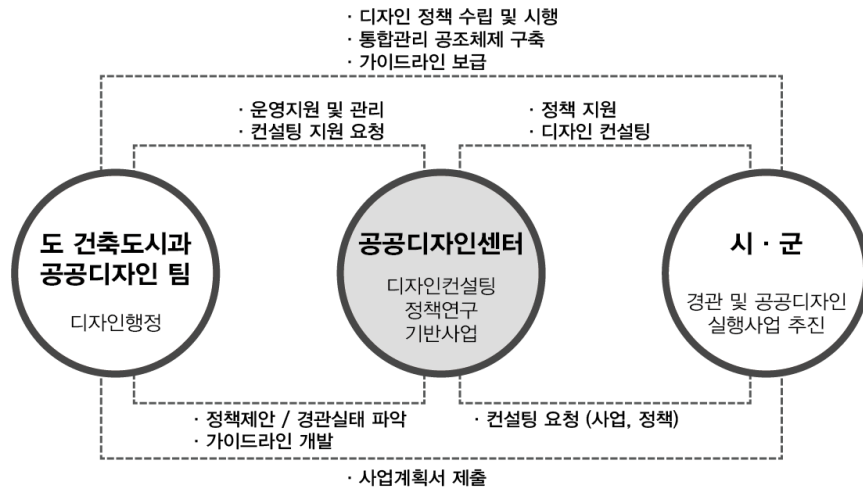 · 디자인 정책 수립 및 시행
· 통합관리 공조체제 구축
· 가이드라인 보급
· 운영지원 및 관리
· 컨설팅 지원 요청
· 정책 지원
· 디자인 컨설팅
도 건축도시과
공공디자인 팀
디자인행정
공공디자인센터
디자인컨설팅
정책연구
기반사업
시 · 군
경관 및 공공디자인
실행사업 추진
· 정책제안 / 경관실태 파악
· 가이드라인 개발
· 컨설팅 요청 (사업, 정책)
· 사업계획서 제출